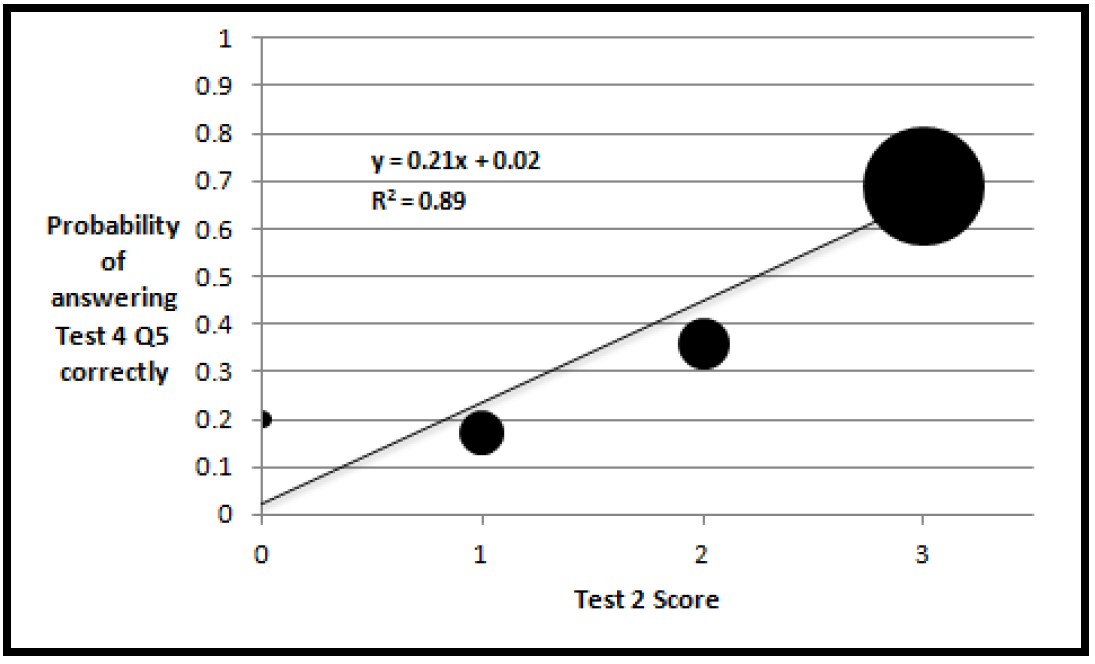 1
0.9
0.8
0.7
0.6
0.5
0.4
0.3
0.2
0.1
0
y = 0.21x + 0.02
R² = 0.89
Probability
of
answering
Test 4 Q5
correctly
0 1 2 3
Test 2 Score